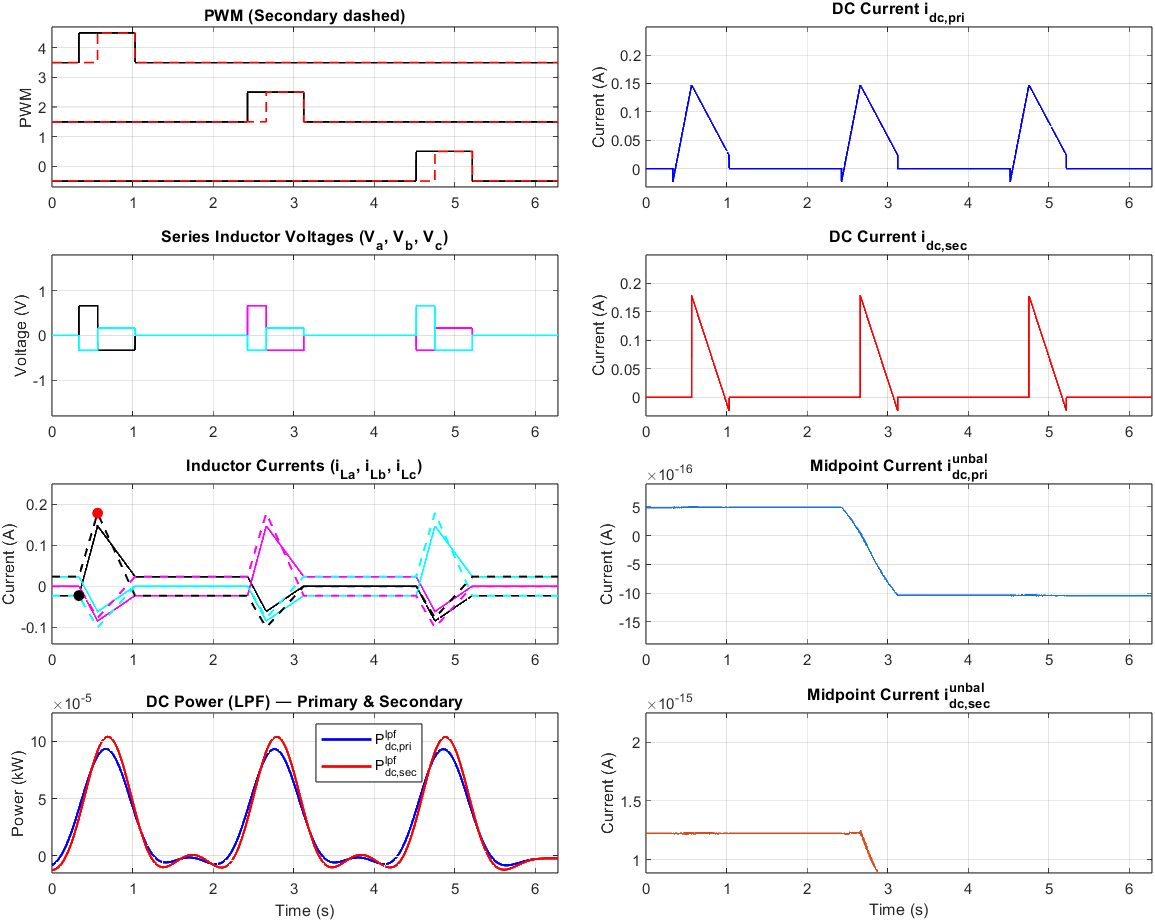 PWM (Secondary dashed)
4
3
2
1
0
PWM
0 1 2 3 4 5 6
DC Current i_dc,pri
0.2
0.15
0.1
0.05
0
Current (A)
0 1 2 3 4 5 6
Series Inductor Voltages (V_a, V_b, V_c)
1
0
-1
Voltage (V)
0 1 2 3 4 5 6
DC Current i_dc,sec
0.2
0.15
0.1
0.05
0
Current (A)
0 1 2 3 4 5 6
Inductor Currents (i_La, i_Lb, i_Lc)
0.2
0.1
0
-0.1
Current (A)
0 1 2 3 4 5 6
Midpoint Current i_dc,pri^unbal
×10^-16
5
0
-5
-10
-15
Current (A)
0 1 2 3 4 5 6
DC Power (LPF) — Primary & Secondary
×10^-5
10
5
0
Power (kW)
P_dc,pri^lpf
P_dc,sec^lpf
0 1 2 3 4 5 6
Time (s)
Midpoint Current i_dc,sec^unbal
×10^-15
2
1.5
1
Current (A)
0 1 2 3 4 5 6
Time (s)